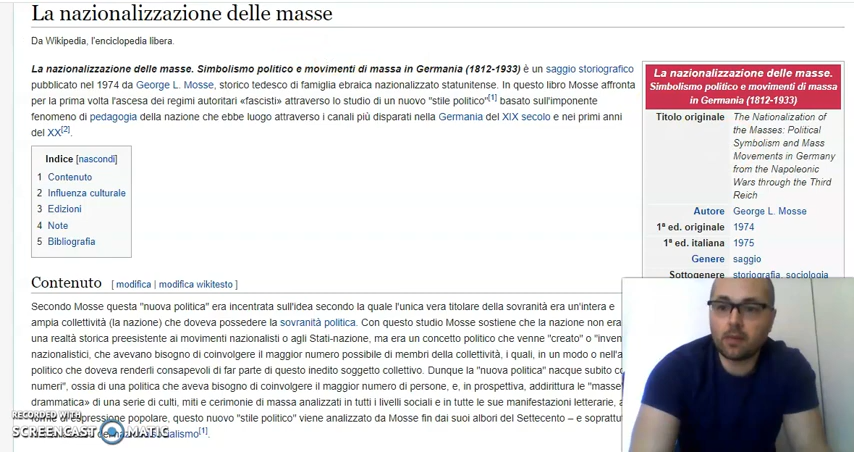 La nazionalizzazione delle masse
Da Wikipedia, l'enciclopedia libera.
La nazionalizzazione delle masse. Simbolismo politico e movimenti di massa in Germania (1812-1933) è un saggio storiografico
pubblicato nel 1974 da George L. Mosse, storico tedesco di famiglia ebraica nazionalizzato statunitense. In questo libro Mosse affronta
per la prima volta l'ascesa dei regimi autoritari «fascisti» attraverso lo studio di un nuovo "stile politico"[1] basato sull'imponente
fenomeno di pedagogia della nazione che ebbe luogo attraverso i canali più disparati nella Germania del XIX secolo e nei primi anni
del XX[2].
Indice [nascondi]
1 Contenuto
2 Influenza culturale
3 Edizioni
4 Note
5 Bibliografia
La nazionalizzazione delle masse.
Simbolismo politico e movimenti di massa
in Germania (1812-1933)
Titolo originale The Nationalization of
the Masses: Political
Symbolism and Mass
Movements in Germany
from the Napoleonic
Wars through the Third
Reich
Autore George L. Mosse
1ª ed. originale 1974
1ª ed. italiana 1975
Genere saggio
Sottogenere storiografia, sociologia
Contenuto [ modifica | modifica wikitesto ]
Secondo Mosse questa "nuova politica" era incentrata sull'idea secondo la quale l'unica vera titolare della sovranità era un'intera e
ampia collettività (la nazione) che doveva possedere la sovranità politica. Con questo studio Mosse sostiene che la nazione non era
una realtà storica preesistente ai movimenti nazionalisti o agli Stati-nazione, ma era un concetto politico che venne "creato" o
nazionalistici, che avevano bisogno di coinvolgere il maggior numero possibile di membri della collettività, i quali, in un modo o
politico che doveva renderli consapevoli di far parte di questo inedito soggetto collettivo. Dunque la "nuova politica" nacque subito
numeri", ossia di una politica che aveva bisogno di coinvolgere il maggior numero di persone, e, in prospettiva, addirittura le "masse
drammatica» di una serie di culti, miti e cerimonie di massa analizzati in tutti i livelli sociali e in tutte le sue manifestazioni letterarie,
forme di espressione popolare, questo nuovo "stile politico" viene analizzato da Mosse fin dai suoi albori del Settecento – e
[1].
RECORDED WITH
SCREENCAST MATIC